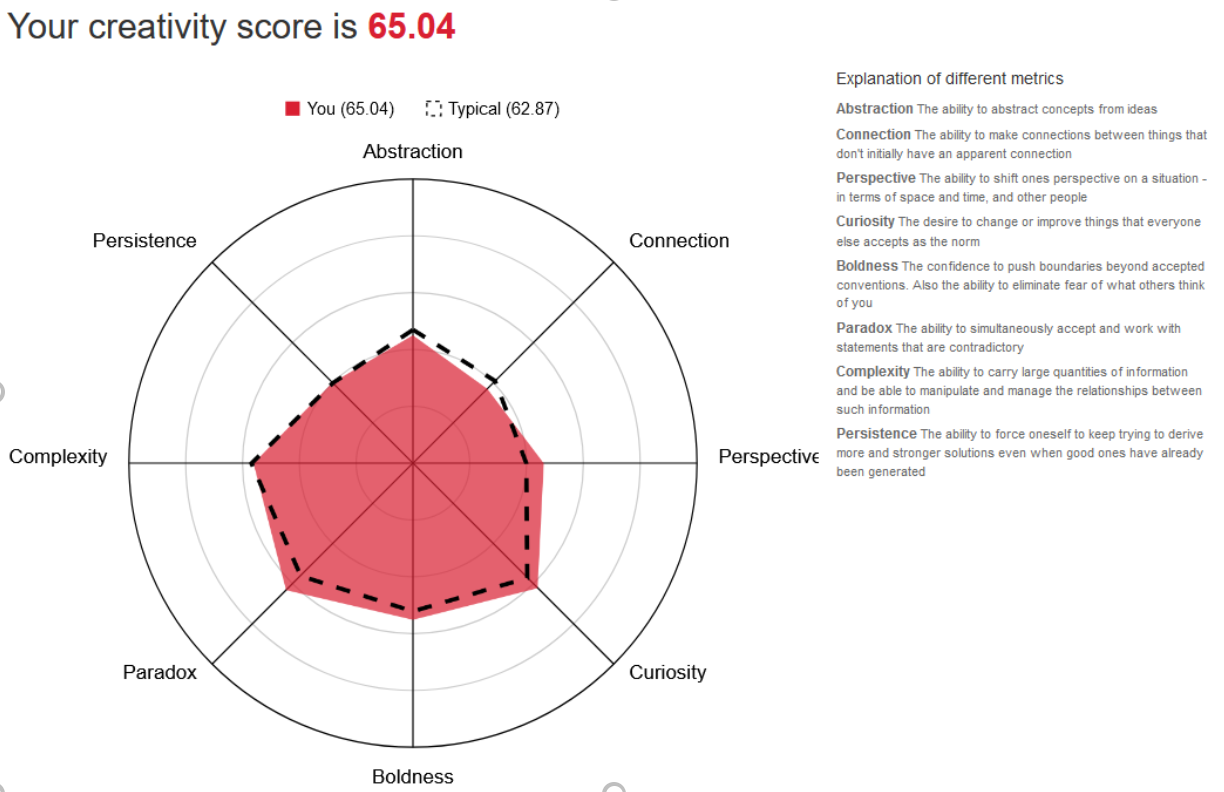 Your creativity score is 65.04
You (65.04)
Typical (62.87)
Abstraction
Persistence
Connection
Complexity
Perspective
Paradox
Curiosity
Boldness
Explanation of different metrics
Abstraction The ability to abstract concepts from ideas
Connection The ability to make connections between things that
don't initially have an apparent connection
Perspective The ability to shift ones perspective on a situation -
in terms of space and time, and other people
Curiosity The desire to change or improve things that everyone
else accepts as the norm
Boldness The confidence to push boundaries beyond accepted
conventions. Also the ability to eliminate fear of what others think
of you
Paradox The ability to simultaneously accept and work with
statements that are contradictory
Complexity The ability to carry large quantities of information
and be able to manipulate and manage the relationships between
such information
Persistence The ability to force oneself to keep trying to derive
more and stronger solutions even when good ones have already
been generated